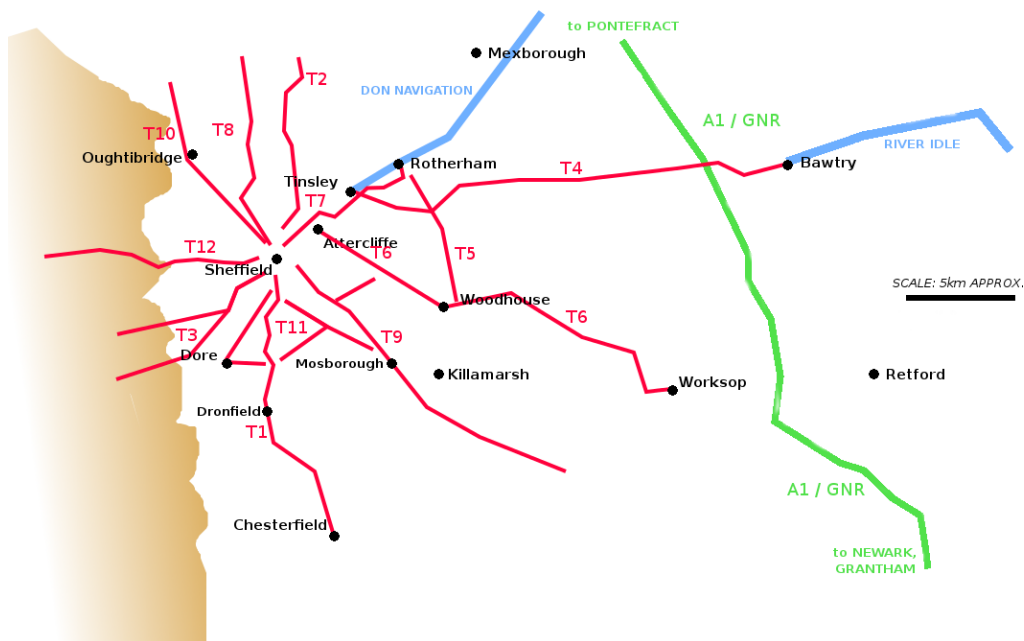 to PONTEFRACT
Mexborough
T2
DON NAVIGATION
A1 / GNR
T10
T8
Oughtibridge
Rotherham
RIVER IDLE
Bawtry
T4
Tinsley
T7
Attercliffe
T12
T6
T5
Sheffield
SCALE: 5km APPROX.
Woodhouse
T6
T11
T3
T9
Dore
Mosborough
Killamarsh
Worksop
Retford
Dronfield
T1
A1 / GNR
Chesterfield
to NEWARK,
GRANTHAM